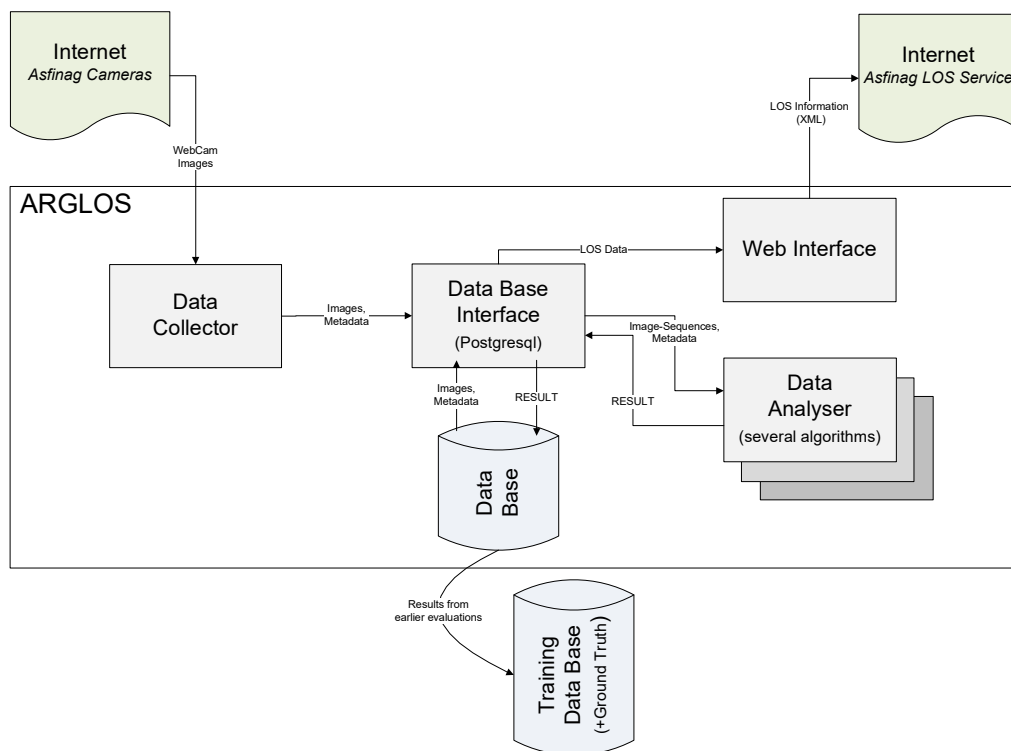 Internet
Asfinag Cameras
Internet
Asfinag LOS Service
WebCam
Images
LOS Information
(XML)
ARGLOS
Data
Collector
Images,
Metadata
Data Base
Interface
(Postgresql)
LOS Data
Web Interface
Image-Sequences,
Metadata
RESULT
Data
Analyser
(several algorithms)
Images,
Metadata
RESULT
Data
Base
Results from
earlier evaluations
Training
Data Base
(+Ground Truth)